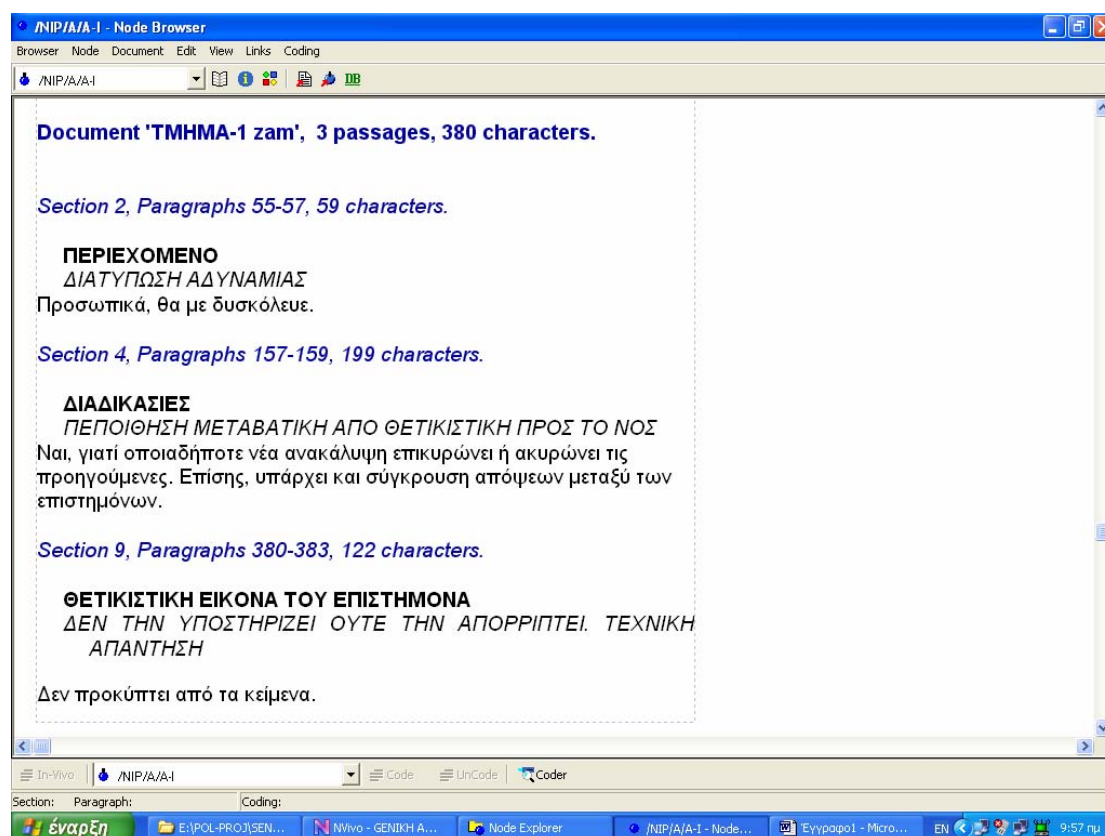 /NIP/A/A-I - Node Browser
Browser Node Document Edit View Links Coding
/NIP/A/A-I DB
Document 'ΤΜΗΜΑ-1 zam', 3 passages, 380 characters.
Section 2, Paragraphs 55-57, 59 characters.
ΠΕΡΙΕΧΟΜΕΝΟ
ΔΙΑΤΥΠΩΣΗ ΑΔΥΝΑΜΙΑΣ
Προσωπικά, θα με δυσκόλευε.
Section 4, Paragraphs 157-159, 199 characters.
ΔΙΑΔΙΚΑΣΙΕΣ
ΠΕΠΟΙΘΗΣΗ ΜΕΤΑΒΑΤΙΚΗ ΑΠΟ ΘΕΤΙΚΙΣΤΙΚΗ ΠΡΟΣ ΤΟ ΝΟΣ
Ναι, γιατί οποιαδήποτε νέα ανακάλυψη επικυρώνει ή ακυρώνει τις
προηγούμενες. Επίσης, υπάρχει και σύγκρουση απόψεων μεταξύ των
επιστημόνων.
Section 9, Paragraphs 380-383, 122 characters.
ΘΕΤΙΚΙΣΤΙΚΗ ΕΙΚΟΝΑ ΤΟΥ ΕΠΙΣΤΗΜΟΝΑ
ΔΕΝ ΤΗΝ ΥΠΟΣΤΗΡΙΖΕΙ ΟΥΤΕ ΤΗΝ ΑΠΟΡΡΙΠΤΕΙ. ΤΕΧΝΙΚΗ
ΑΠΑΝΤΗΣΗ
Δεν προκύπτει από τα κείμενα.
In-Vivo /NIP/A/A-I Code UnCode Coder
Section: Paragraph: Coding:
έναρξη E:\POL-PROJ\SEN... NVivo - GENIKH A... Node Explorer /NIP/A/A-I - Node... Έγγραφο1 - Micro... EN 9:57 πμ